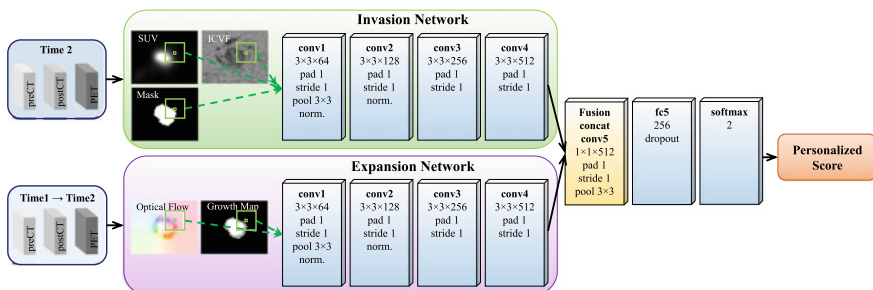 Invasion Network
Time 2
preCT
postCT
PET
SUV
ICVF
Mask
conv1
3×3×64
pad 1
stride 1
pool 3×3
norm.
conv2
3×3×128
pad 1
stride 1
norm.
conv3
3×3×256
pad 1
stride 1
conv4
3×3×512
pad 1
stride 1
Expansion Network
Time1 → Time2
preCT
postCT
PET
Optical Flow
Growth Map
conv1
3×3×64
pad 1
stride 1
pool 3×3
norm.
conv2
3×3×128
pad 1
stride 1
norm.
conv3
3×3×256
pad 1
stride 1
conv4
3×3×512
pad 1
stride 1
Fusion
concat
conv5
1×1×512
pad 1
stride 1
pool 3×3
fc5
256
dropout
softmax
2
Personalized
Score